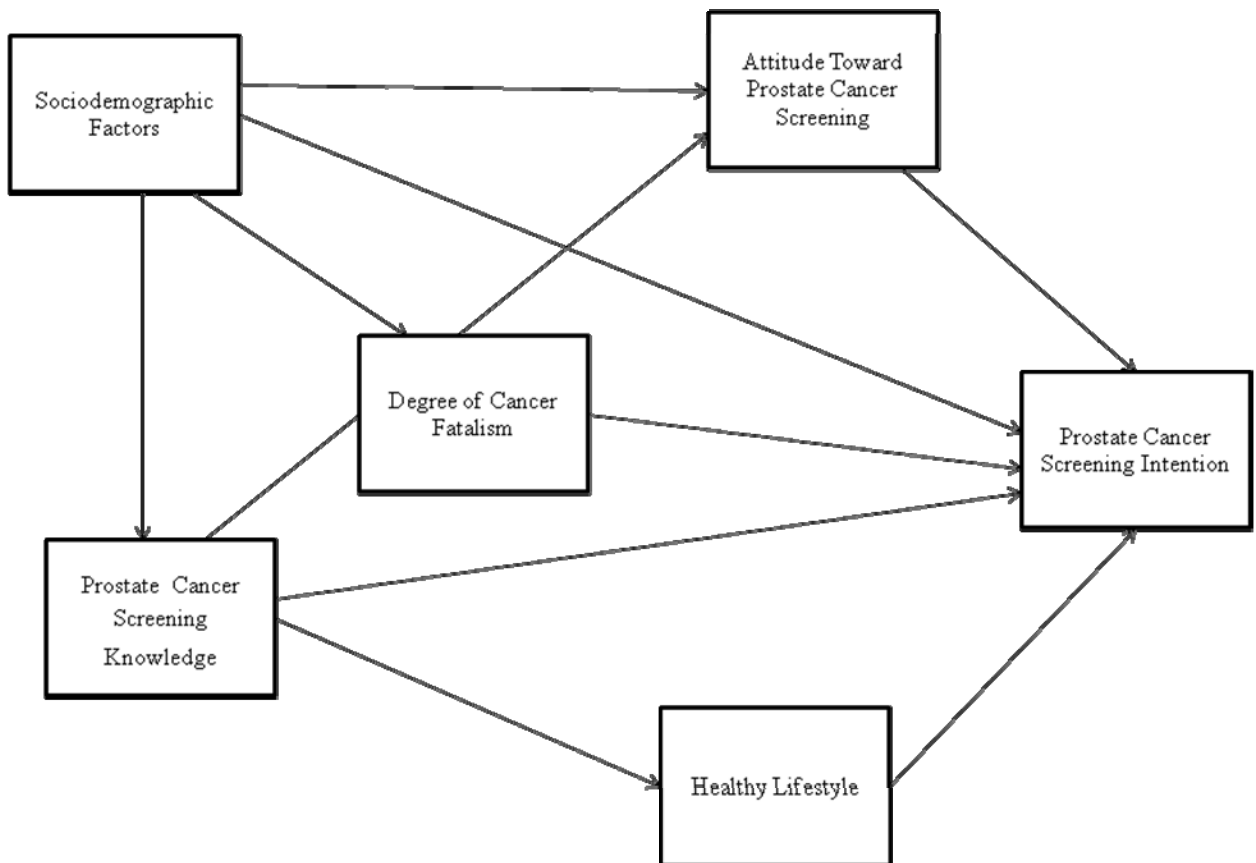 Sociodemographic
Factors
Attitude Toward
Prostate Cancer
Screening
Degree of Cancer
Fatalism
Prostate Cancer
Screening Intention
Prostate Cancer
Screening
Knowledge
Healthy Lifestyle